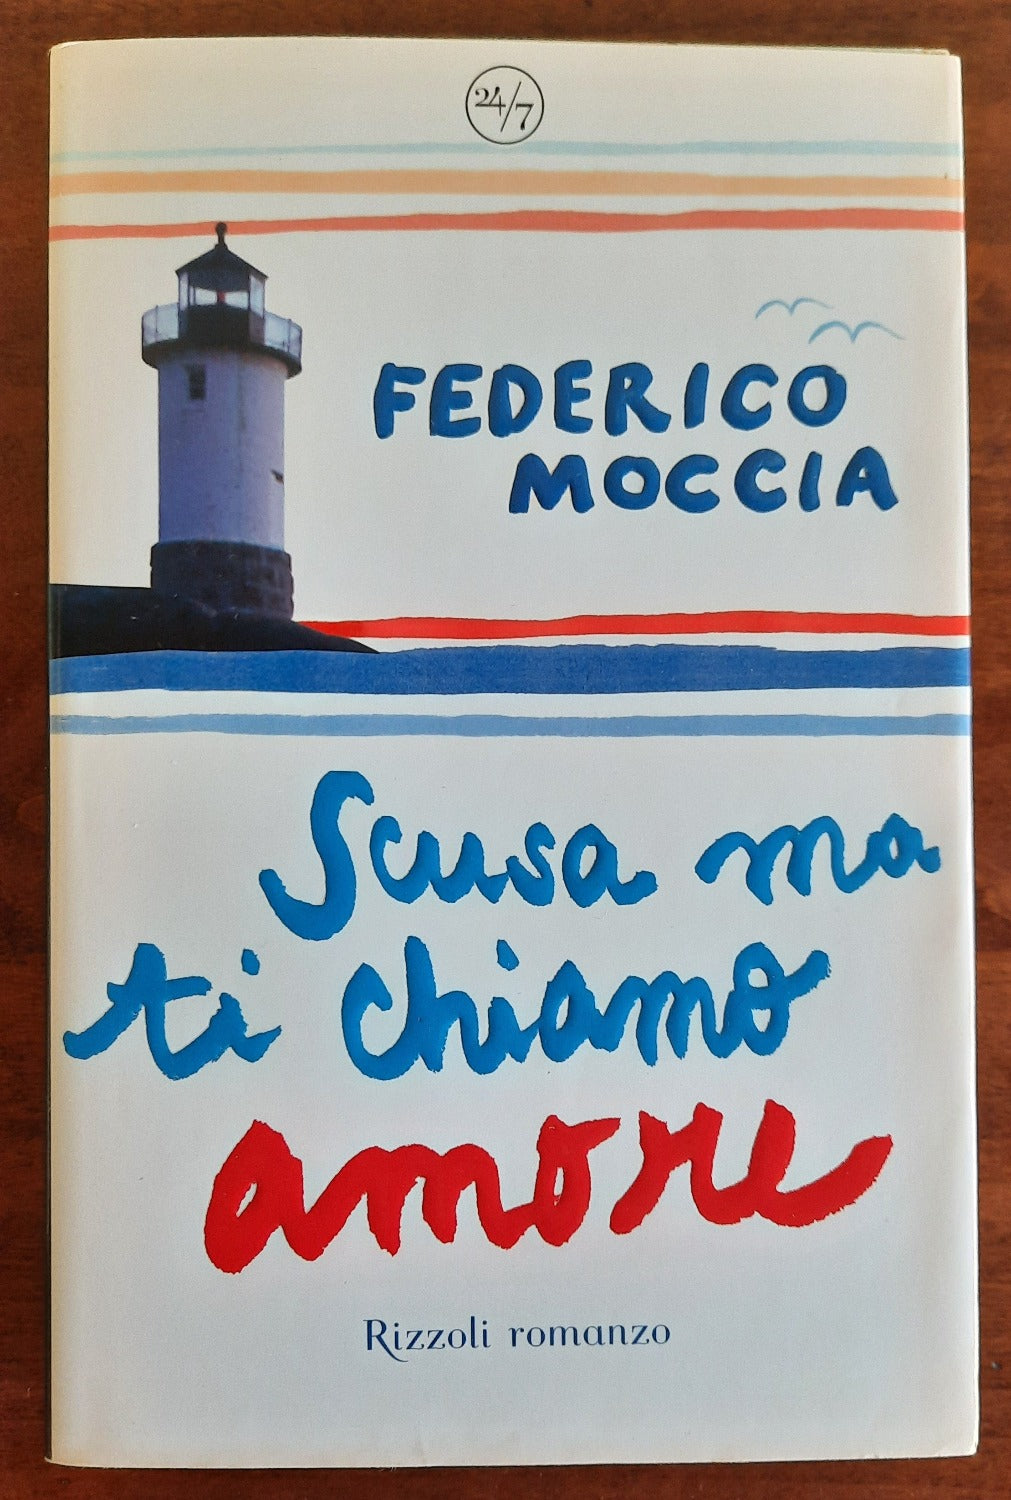 24/7
FEDERICO
MOCCIA
Scusa ma
ti chiamo
amore
Rizzoli romanzo